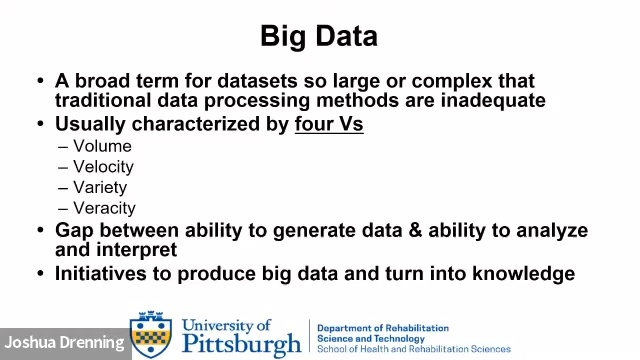 Big Data
• A broad term for datasets so large or complex that
traditional data processing methods are inadequate
• Usually characterized by four Vs
– Volume
– Velocity
– Variety
– Veracity
• Gap between ability to generate data & ability to analyze
and interpret
• Initiatives to produce big data and turn into knowledge
Joshua Drenning
University of
Pittsburgh
Department of Rehabilitation
Science and Technology
School of Health and Rehabilitation Sciences